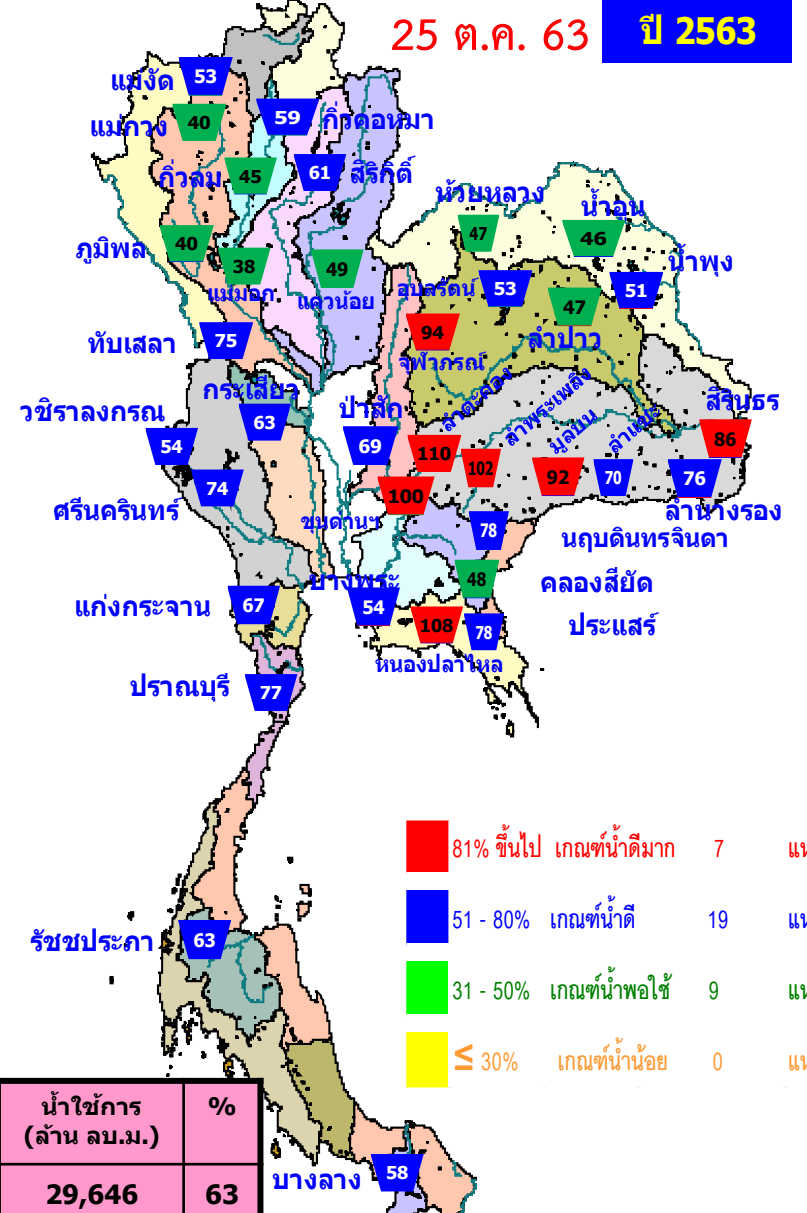 25 ต.ค. 63
ปี 2563
แม่งัด 53
แม่กวง 40
59 กิ่วคอหมา
กิ่วลม 45
61 สิริกิติ์
ภูมิพล 40
38
แม่มอก
49
แควน้อย
ห้วยหลวง
47
น้ำอูน
46
น้ำพุง
51
อุบลรัตน์ 53
47
ลำปาว
94
จุฬาภรณ์
ทับเสลา 75
กระเสียว
63
วชิราลงกรณ
54
ป่าสัก
69
ลำตะคอง
110
ลำพระเพลิง
102
มูลบน
92
ลำแชะ
70
สิรินธร
86
76
ลำนางรอง
74
ศรีนครินทร์
100
ขุนด่านฯ
78
นฤบดินทรจินดา
บางพระ
54
48
คลองสียัด
แก่งกระจาน 67
108
หนองปลาไหล
78
ประแสร์
ปราณบุรี 77
81% ขึ้นไป เกณฑ์น้ำดีมาก 7
51 - 80% เกณฑ์น้ำดี 19
31 - 50% เกณฑ์น้ำพอใช้ 9
≤ 30% เกณฑ์น้ำน้อย 0
รัชชประภา 63
น้ำใช้การ %
(ล้าน ลบ.ม.)
29,646 63
บางลาง 58